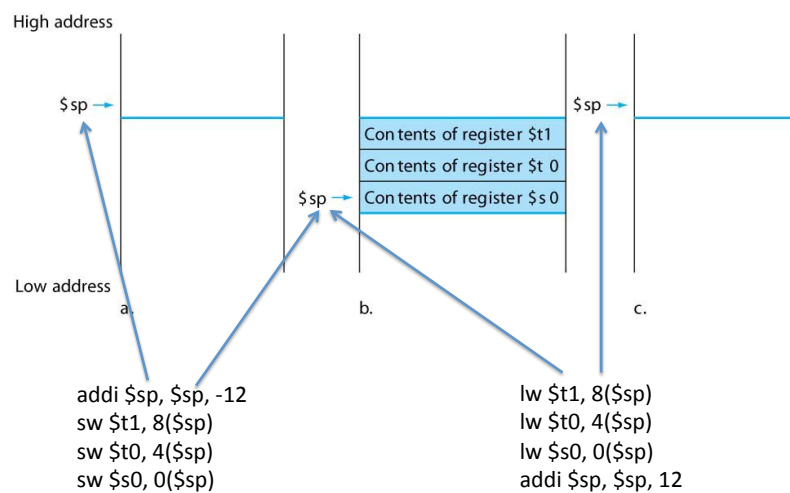 High address
$sp
$sp
Contents of register $t1
Contents of register $t 0
$sp
Contents of register $s 0
Low address
a.
b.
c.
addi $sp, $sp, -12
sw $t1, 8($sp)
sw $t0, 4($sp)
sw $s0, 0($sp)
lw $t1, 8($sp)
lw $t0, 4($sp)
lw $s0, 0($sp)
addi $sp, $sp, 12